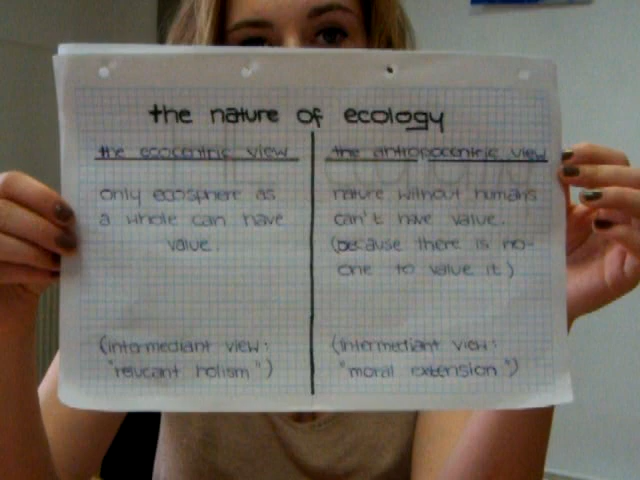 the nature of ecology
the ecocentric view
only ecosphere as
a whole can have
value.
(intermediant view:
"relucant holism")
the antropocentric view
nature without humans
can't have value.
(because there is no-
one to value it)
(intermediant view:
"moral extension")